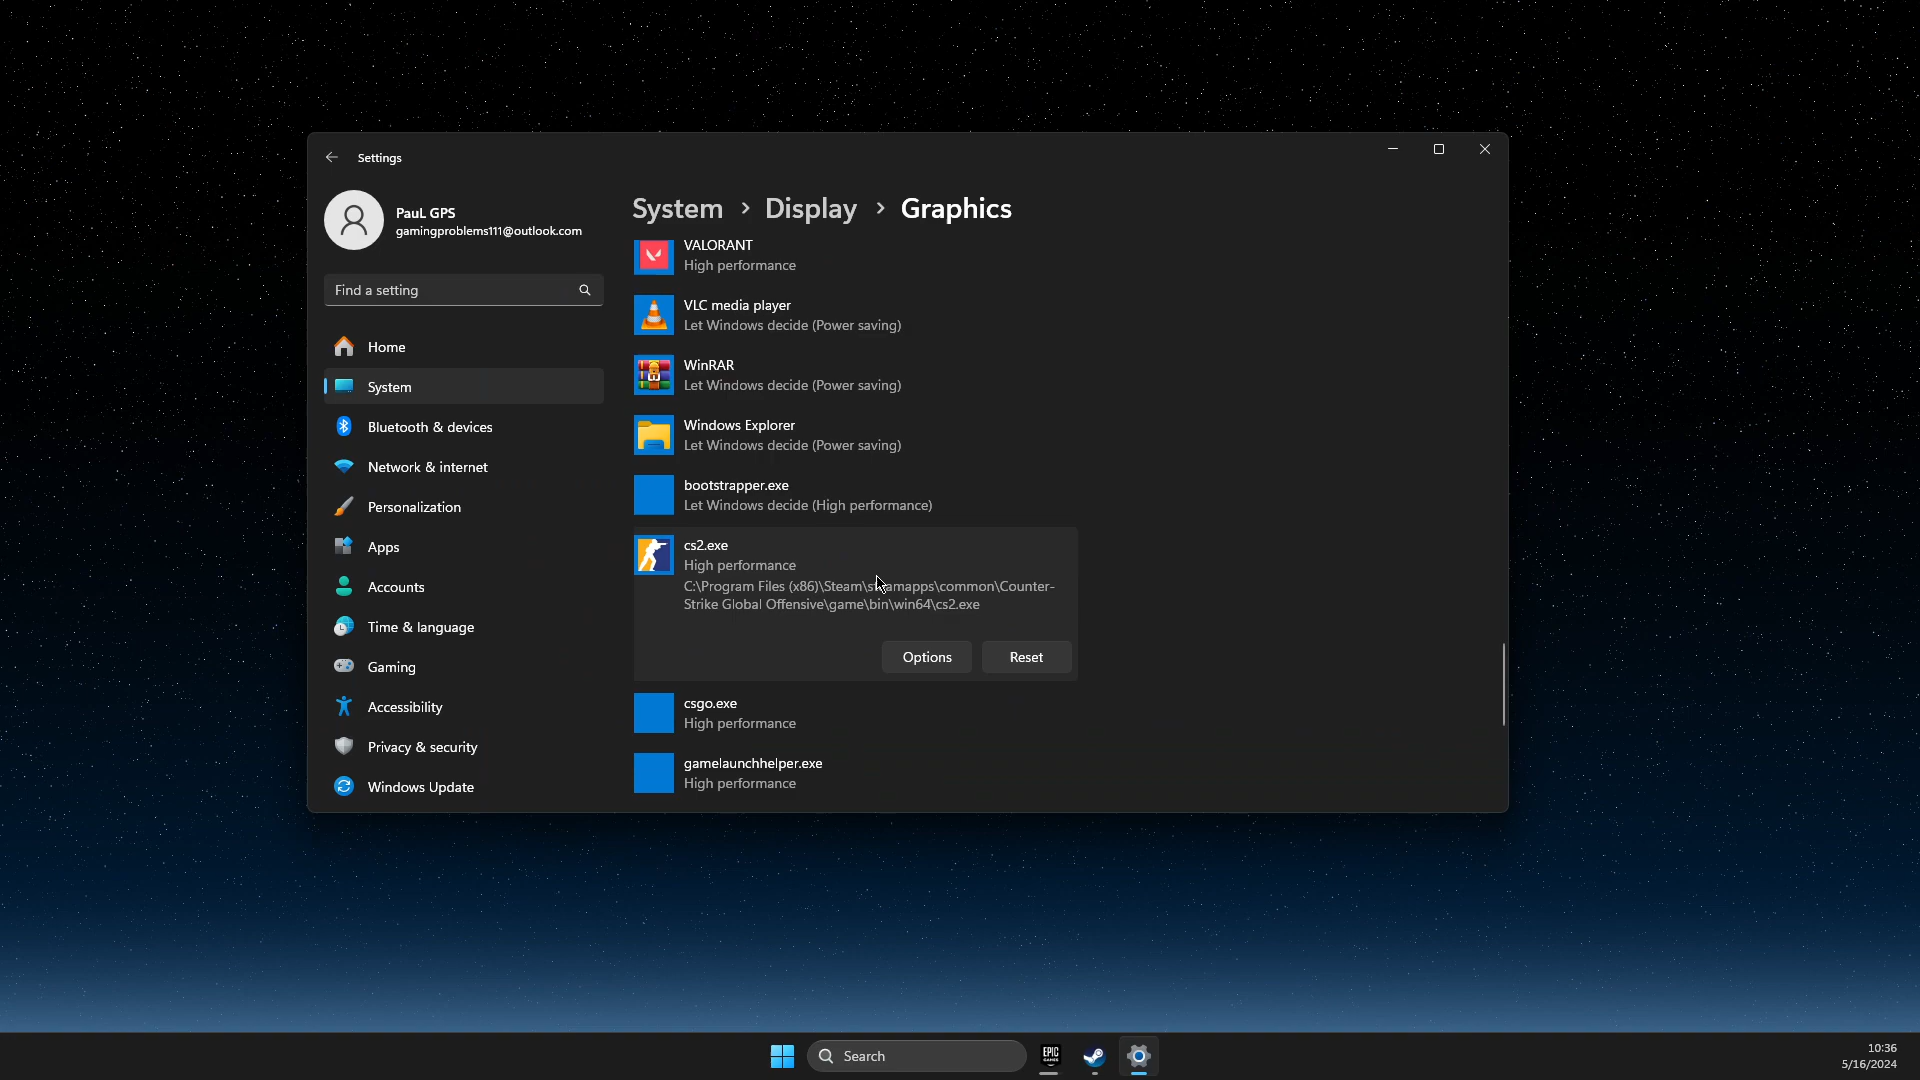 Settings
PauL GPS
gamingproblems111@outlook.com
Find a setting
Home
System
Bluetooth & devices
Network & internet
Personalization
Apps
Accounts
Time & language
Gaming
Accessibility
Privacy & security
Windows Update
System > Display > Graphics
VALORANT
High performance
VLC media player
Let Windows decide (Power saving)
WinRAR
Let Windows decide (Power saving)
Windows Explorer
Let Windows decide (Power saving)
bootstrapper.exe
Let Windows decide (High performance)
cs2.exe
High performance
C:\Program Files (x86)\Steam\steamapps\common\Counter-
Strike Global Offensive\game\bin\win64\cs2.exe
Options Reset
csgo.exe
High performance
gamelaunchhelper.exe
High performance
Search
EPIC
GAMES
10:36
5/16/2024